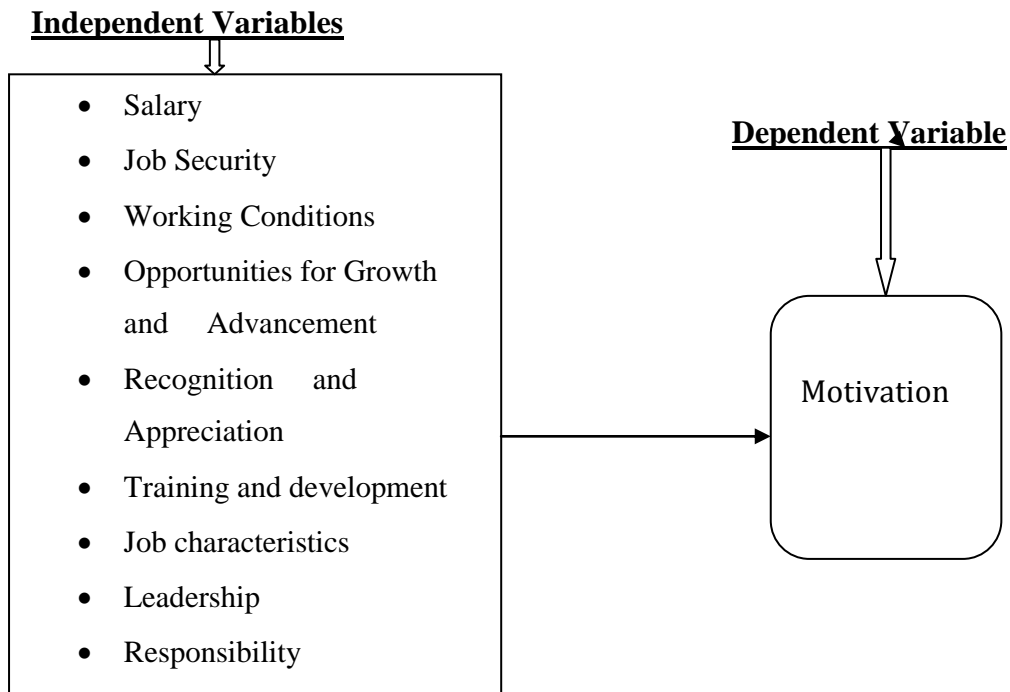 Independent Variables
• Salary
• Job Security
• Working Conditions
• Opportunities for Growth
and Advancement
• Recognition and
Appreciation
• Training and development
• Job characteristics
• Leadership
• Responsibility
Dependent Variable
Motivation